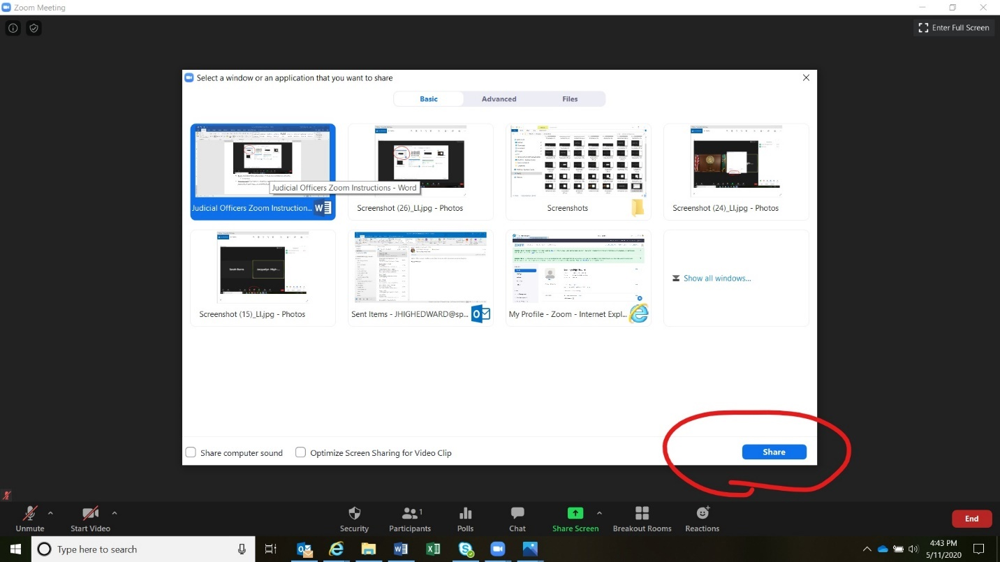 Zoom Meeting
Enter Full Screen
Select a window or an application that you want to share
Basic Advanced Files
Judicial Officers Zoom Instructions - Word
Judicial Officers Zoom Instruction... Screenshot (26)_LI.jpg - Photos Screenshots Screenshot (24)_LI.jpg - Photos
Show all windows...
Screenshot (15)_LI.jpg - Photos Sent Items - JHIGHEDWARD@sp... My Profile - Zoom - Internet Expl...
Share computer sound Optimize Screen Sharing for Video Clip Share
Unmute Start Video Security Participants 1 Polls Chat Share Screen Breakout Rooms Reactions End
Type here to search
4:43 PM
5/11/2020